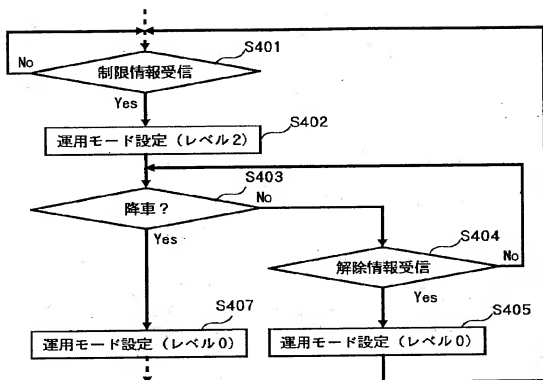 S401
No
制限情報受信
Yes
S402
運用モード設定（レベル2）
S403
降車？
No
Yes
S404
解除情報受信
No
Yes
S407
運用モード設定（レベル0）
S405
運用モード設定（レベル0）